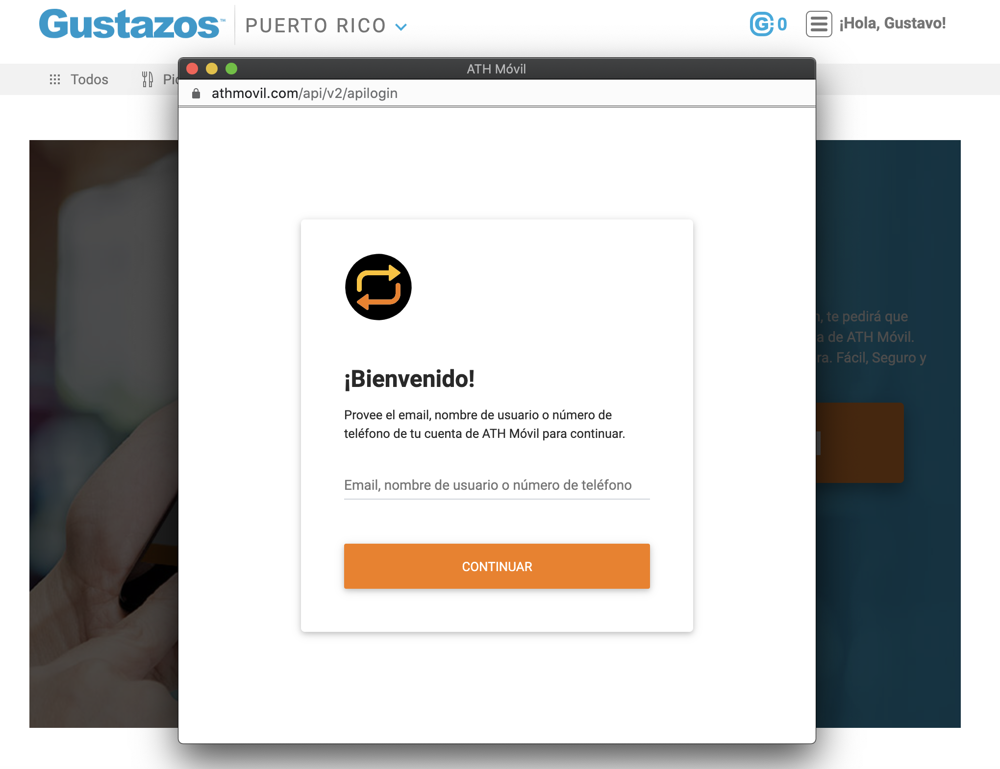 Gustazos™
PUERTO RICO
0
¡Hola, Gustavo!
Todos
ATH Móvil
athmovil.com/api/v2/apilogin
¡Bienvenido!
Provee el email, nombre de usuario o número de
teléfono de tu cuenta de ATH Móvil para continuar.
Email, nombre de usuario o número de teléfono
CONTINUAR
, te pedirá que
a de ATH Móvil.
ra. Fácil, Seguro y